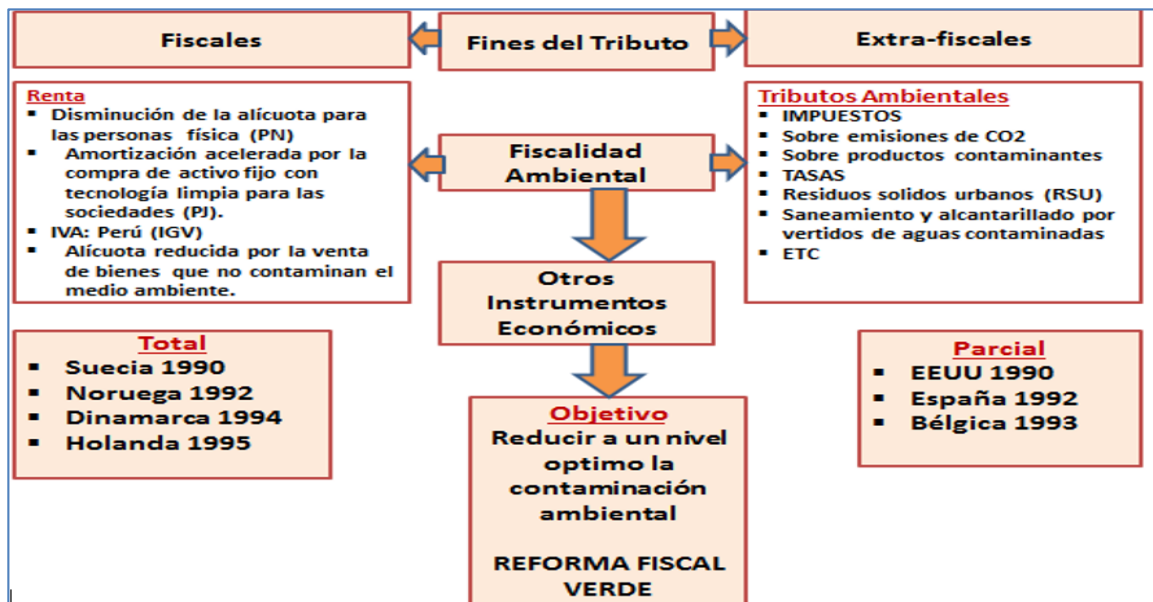 Fiscales
Fines del Tributo
Extra-fiscales
Renta
▪ Disminución de la alícuota para
las personas física (PN)
▪ Amortización acelerada por la
compra de activo fijo con
tecnología limpia para las
sociedades (PJ).
▪ IVA: Perú (IGV)
▪ Alícuota reducida por la venta
de bienes que no contaminan el
medio ambiente.
Fiscalidad
Ambiental
Tributos Ambientales
▪ IMPUESTOS
▪ Sobre emisiones de CO2
▪ Sobre productos contaminantes
▪ TASAS
▪ Residuos solidos urbanos (RSU)
▪ Saneamiento y alcantarillado por
vertidos de aguas contaminadas
▪ ETC
Otros
Instrumentos
Económicos
Total
▪ Suecia 1990
▪ Noruega 1992
▪ Dinamarca 1994
▪ Holanda 1995
Parcial
▪ EEUU 1990
▪ España 1992
▪ Bélgica 1993
Objetivo
Reducir a un nivel
optimo la
contaminación
ambiental
REFORMA FISCAL
VERDE